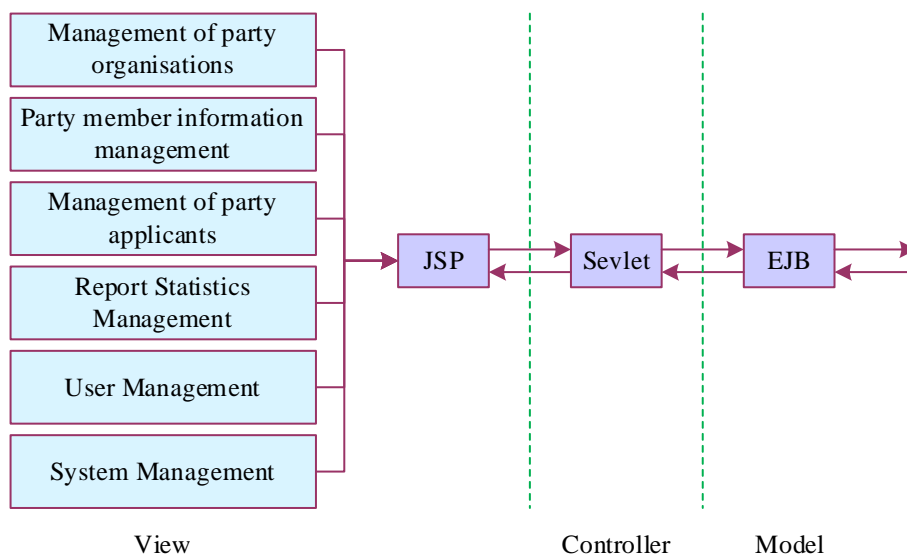 Management of party
organisations
Party member information
management
Management of party
applicants
Report Statistics
Management
User Management
System Management
JSP
Sevlet
EJB
View
Controller
Model